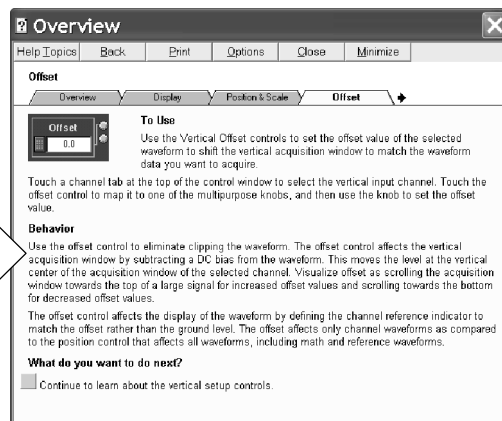 Overview
Help Topics Back Print Options Close Minimize
Offset
Overview Display Position & Scale Offset
Offset
0.0
To Use
Use the Vertical Offset controls to set the offset value of the selected
waveform to shift the vertical acquisition window to match the waveform
data you want to acquire.
Touch a channel tab at the top of the control window to select the vertical input channel. Touch the
offset control to map it to one of the multipurpose knobs, and then use the knob to set the offset
value.
Behavior
Use the offset control to eliminate clipping the waveform. The offset control affects the vertical
acquisition window by subtracting a DC bias from the waveform. This moves the level at the vertical
center of the acquisition window of the selected channel. Visualize offset as scrolling the acquisition
window towards the top of a large signal for increased offset values and scrolling towards the bottom
for decreased offset values.
The offset control affects the display of the waveform by defining the channel reference indicator to
match the offset rather than the ground level. The offset affects only channel waveforms as compared
to the position control that affects all waveforms, including math and reference waveforms.
What do you want to do next?
Continue to learn about the vertical setup controls.